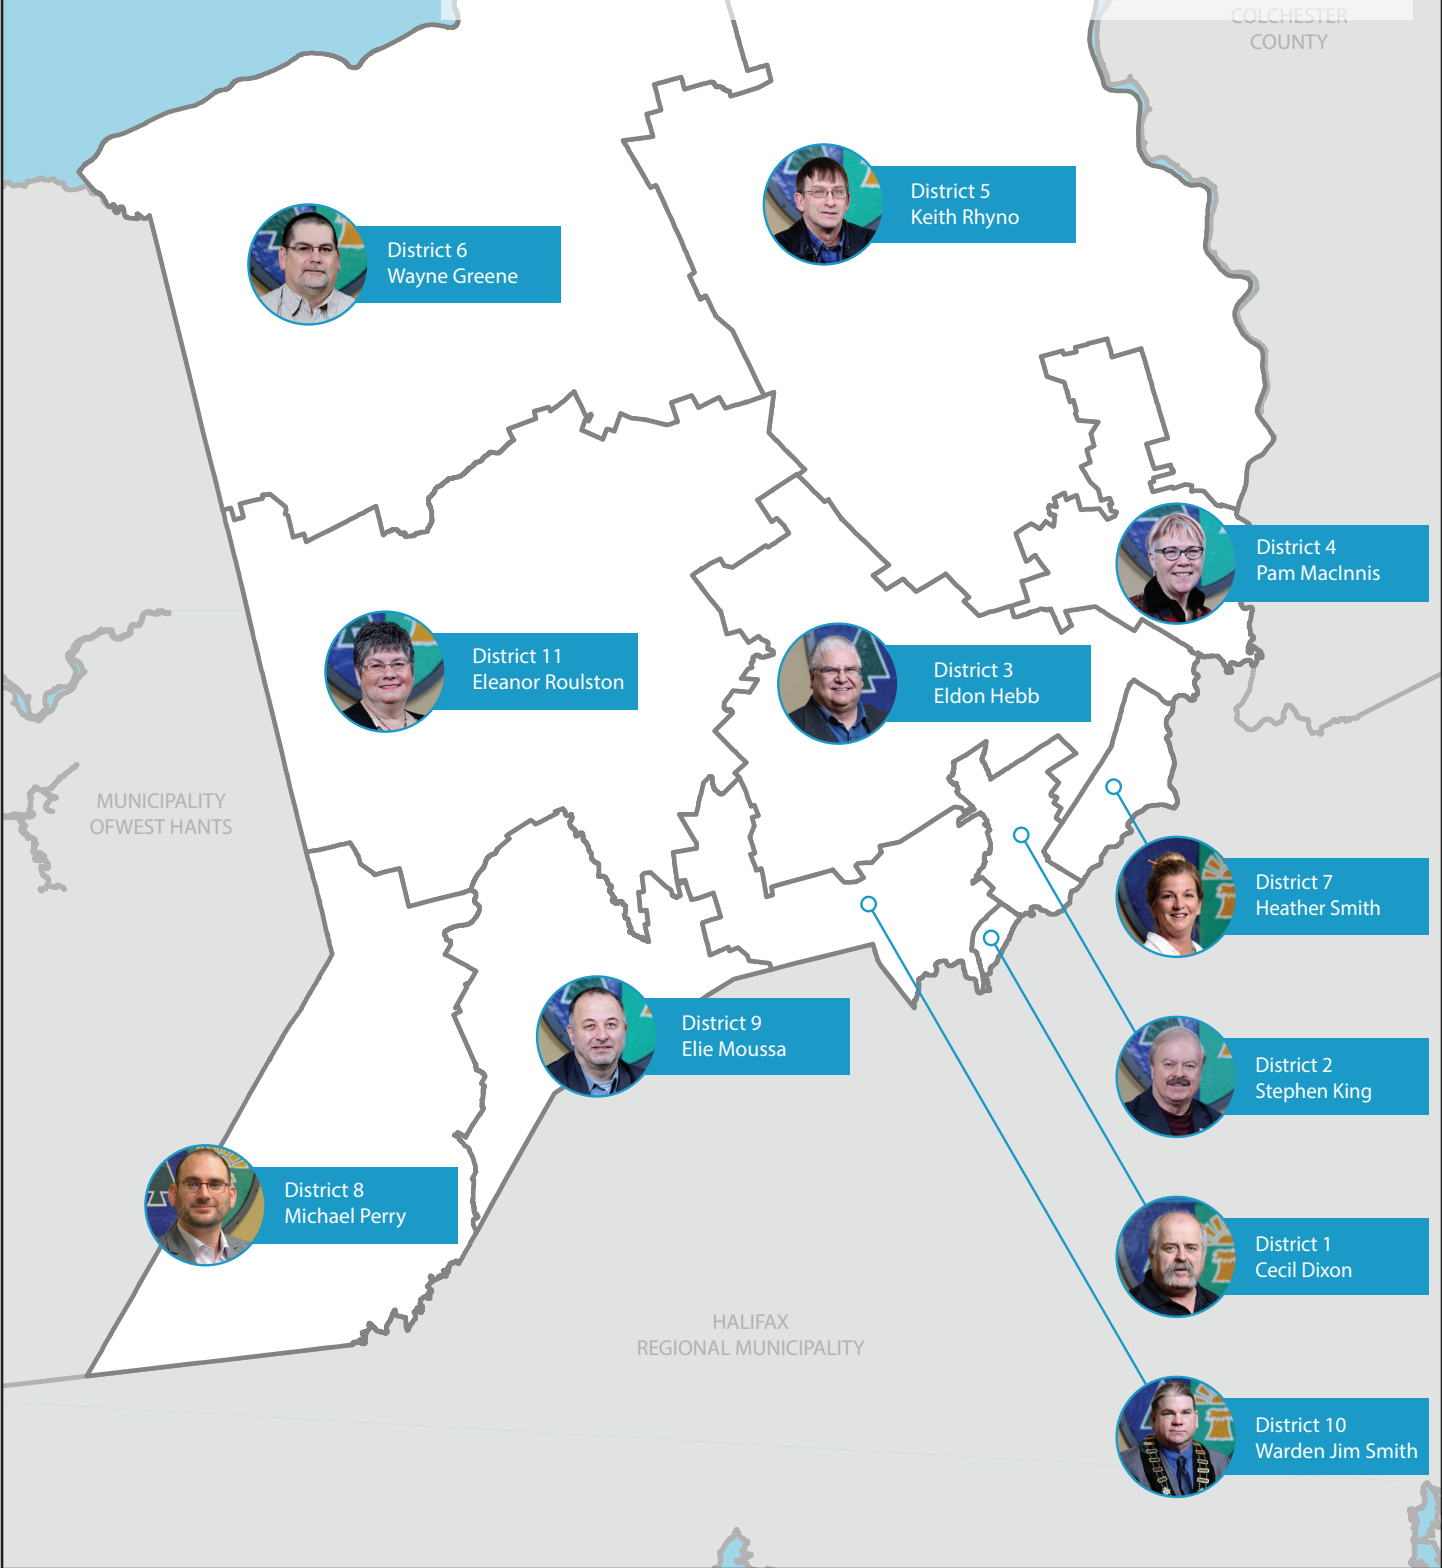 COLCHESTER
COUNTY
District 5
Keith Rhyno
District 6
Wayne Greene
District 4
Pam MacInnis
District 11
Eleanor Roulston
District 3
Eldon Hebb
MUNICIPALITY
OFWEST HANTS
District 7
Heather Smith
District 9
Elie Moussa
District 2
Stephen King
District 8
Michael Perry
District 1
Cecil Dixon
HALIFAX
REGIONAL MUNICIPALITY
District 10
Warden Jim Smith